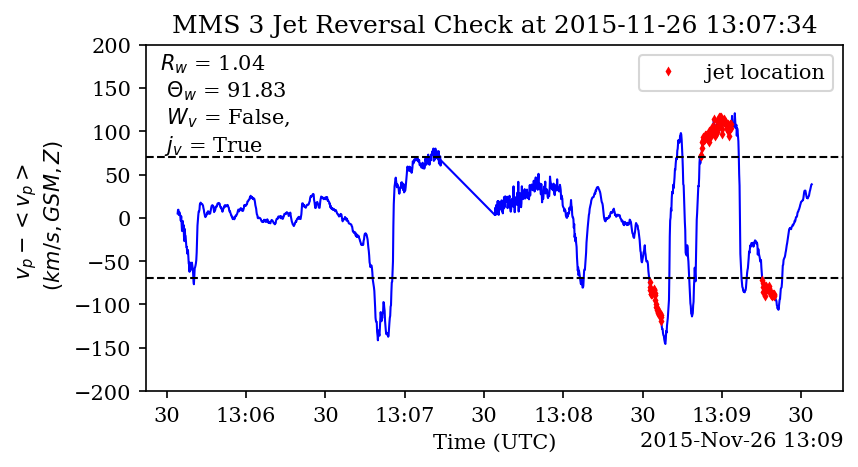 MMS 3 Jet Reversal Check at 2015-11-26 13:07:34
R_w = 1.04
Θ_w = 91.83
W_v = False,
j_v = True
jet location
v_p − < v_p >
(km/s, GSM, Z)
200
150
100
50
0
−50
−100
−150
−200
30 13:06 30 13:07 30 13:08 30 13:09 30
Time (UTC)
2015-Nov-26 13:09